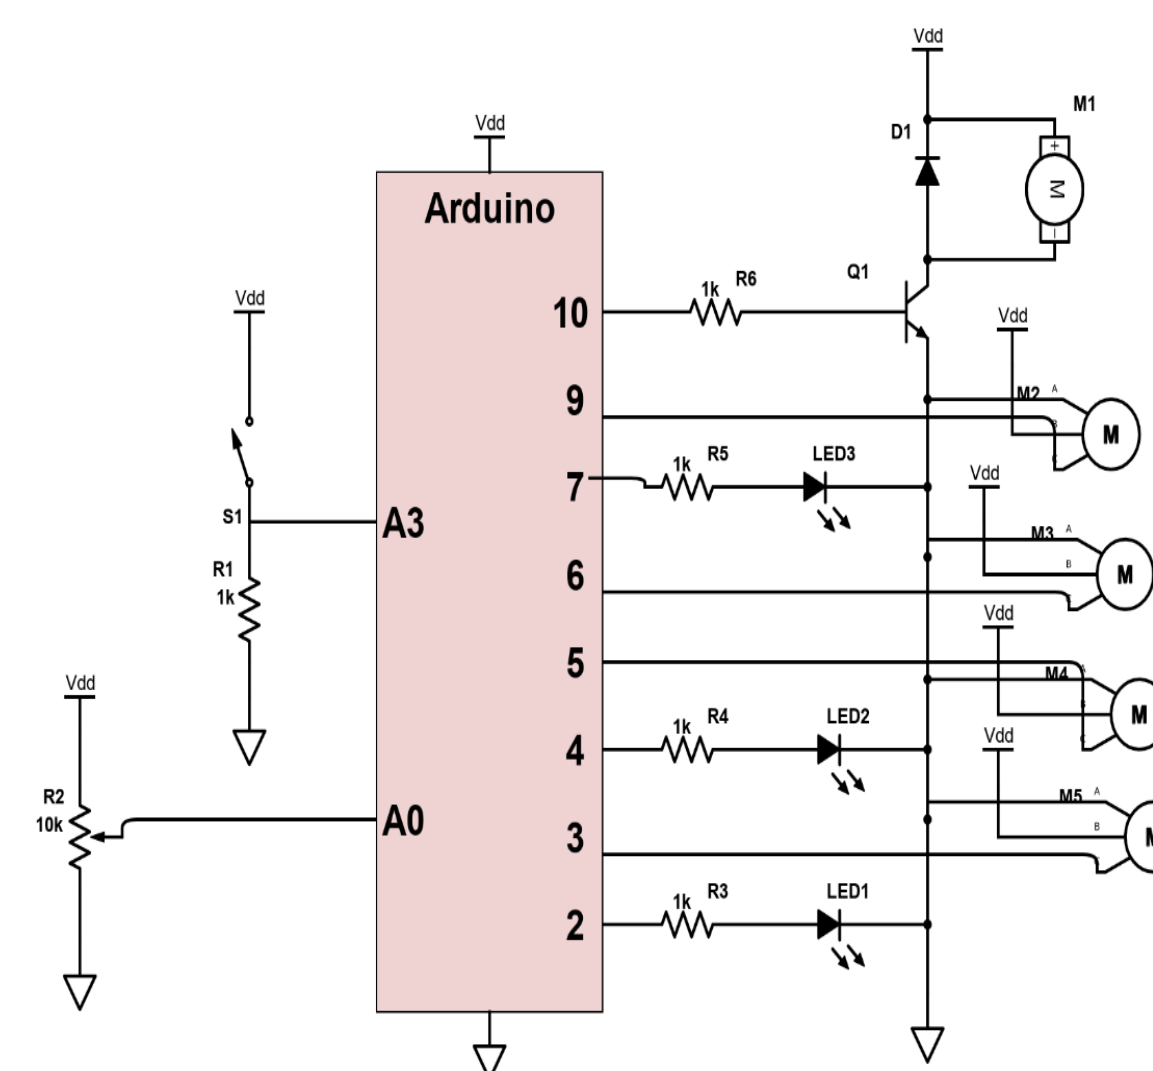 Vdd
M1
D1
+
M
−
Vdd
Arduino
Q1
R6
1k
10
Vdd
Vdd
M2
A
M
9
R5
1k
LED3
7
Vdd
S1
A3
M3
A
B
M
R1
1k
6
Vdd
5
M4
M
Vdd
R2
10k
A0
R4
1k
LED2
4
Vdd
M5
A
B
M
3
R3
1k
LED1
2